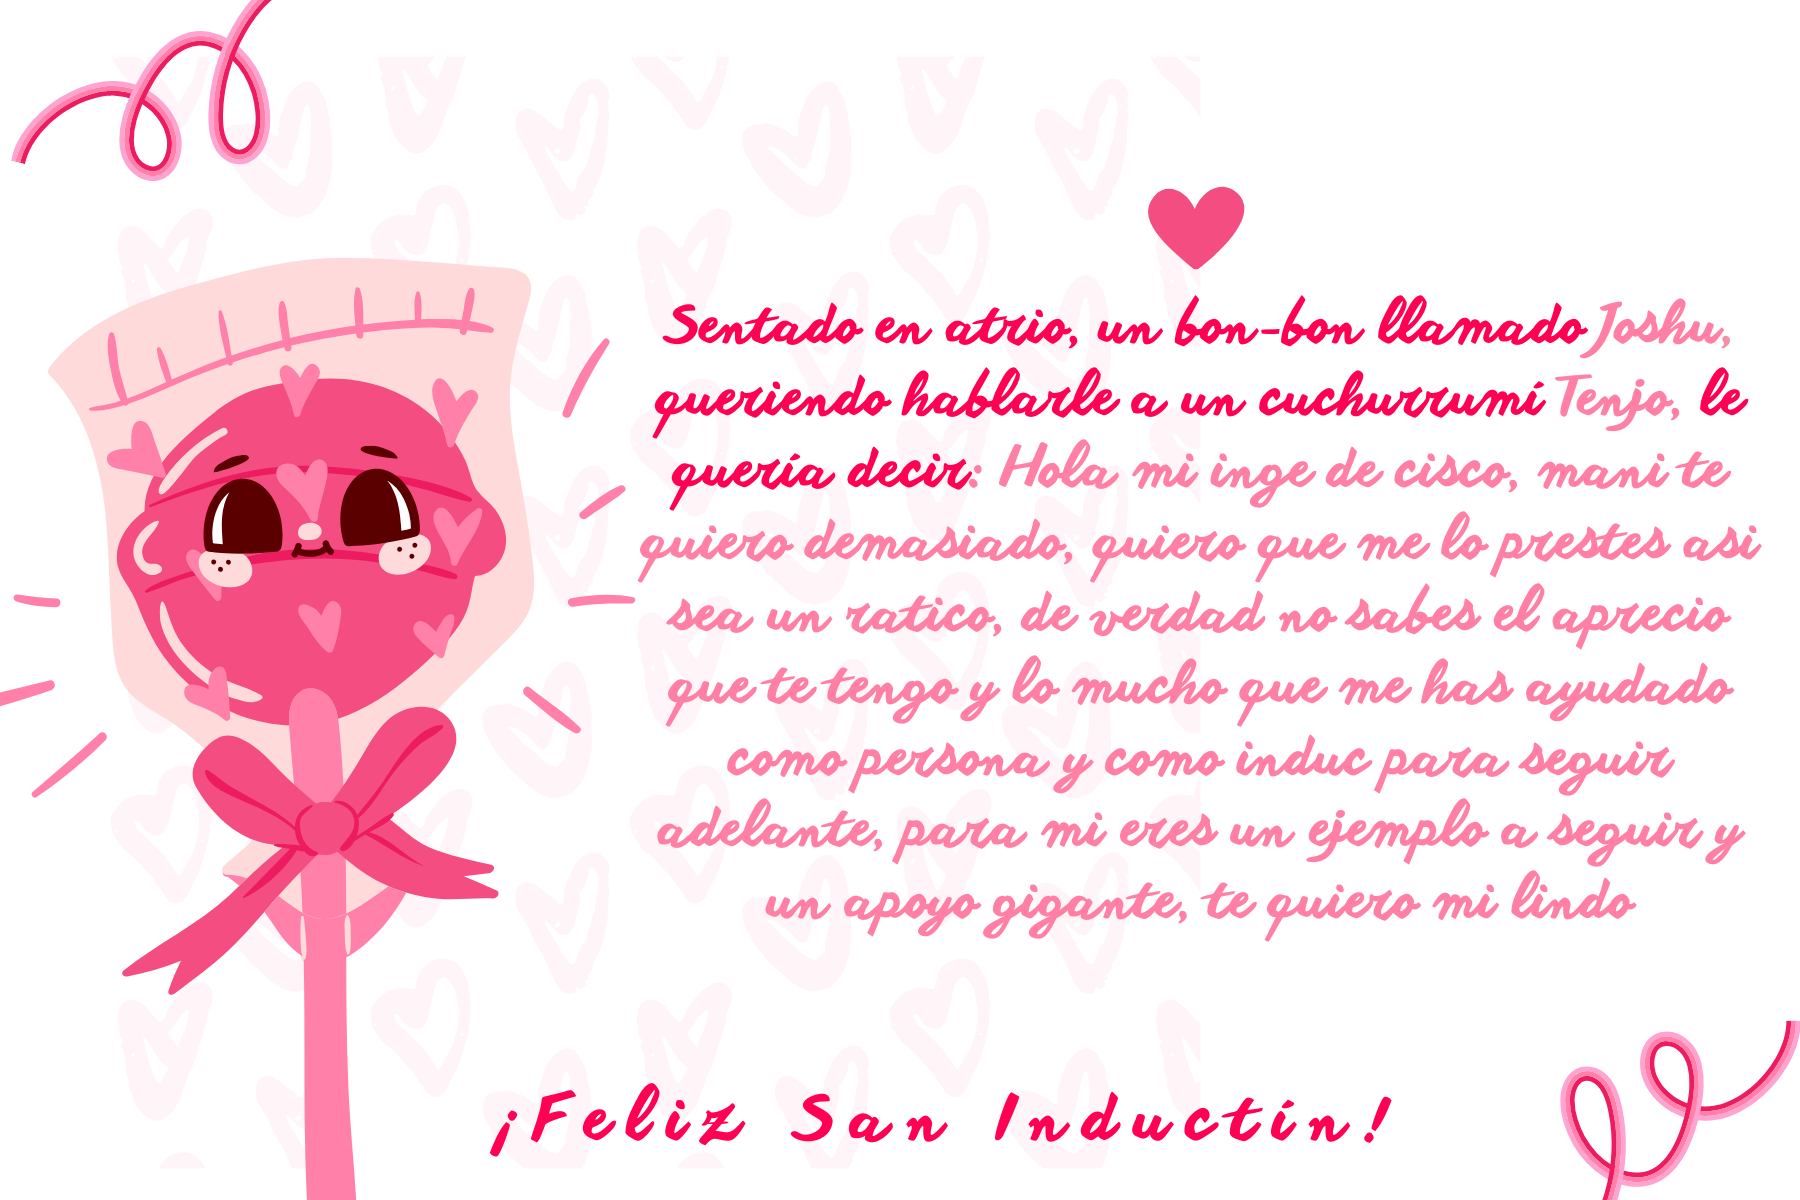 Sentado en atrio, un bon-bon llamado Joshu,
queriendo hablarle a un cuchurrumí Tenjo, le
quería decir: Hola mi inge de cisco, mani te
quiero demasiado, quiero que me lo prestes asi
sea un ratico, de verdad no sabes el aprecio
que te tengo y lo mucho que me has ayudado
como persona y como induc para seguir
adelante, para mi eres un ejemplo a seguir y
un apoyo gigante, te quiero mi lindo
¡Feliz San Inductín!